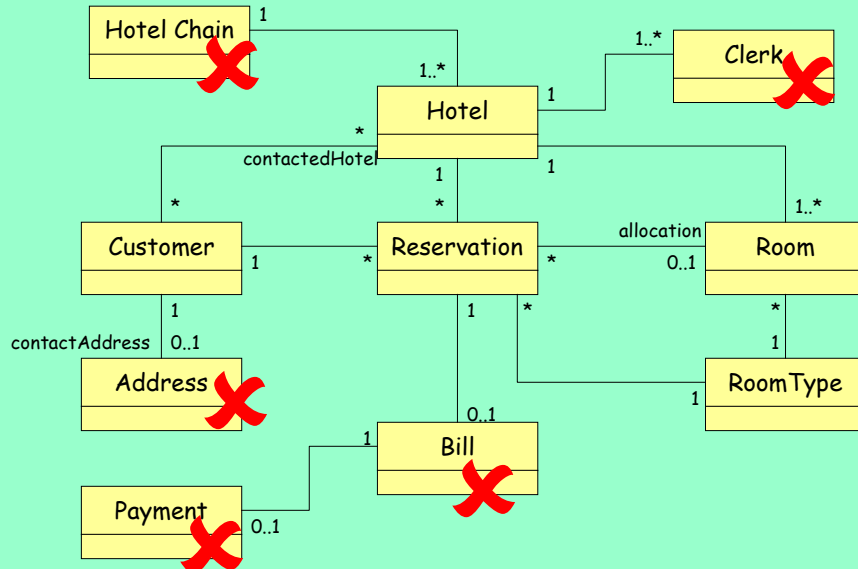 Hotel Chain
1
1..*
1..*
Clerk
Hotel
1
*
contactedHotel
1
1
*
*
1..*
Customer
1
*
Reservation
*
allocation
0..1
Room
1
contactAddress
0..1
1
*
*
1
Address
RoomType
1
0..1
1
Bill
Payment
0..1